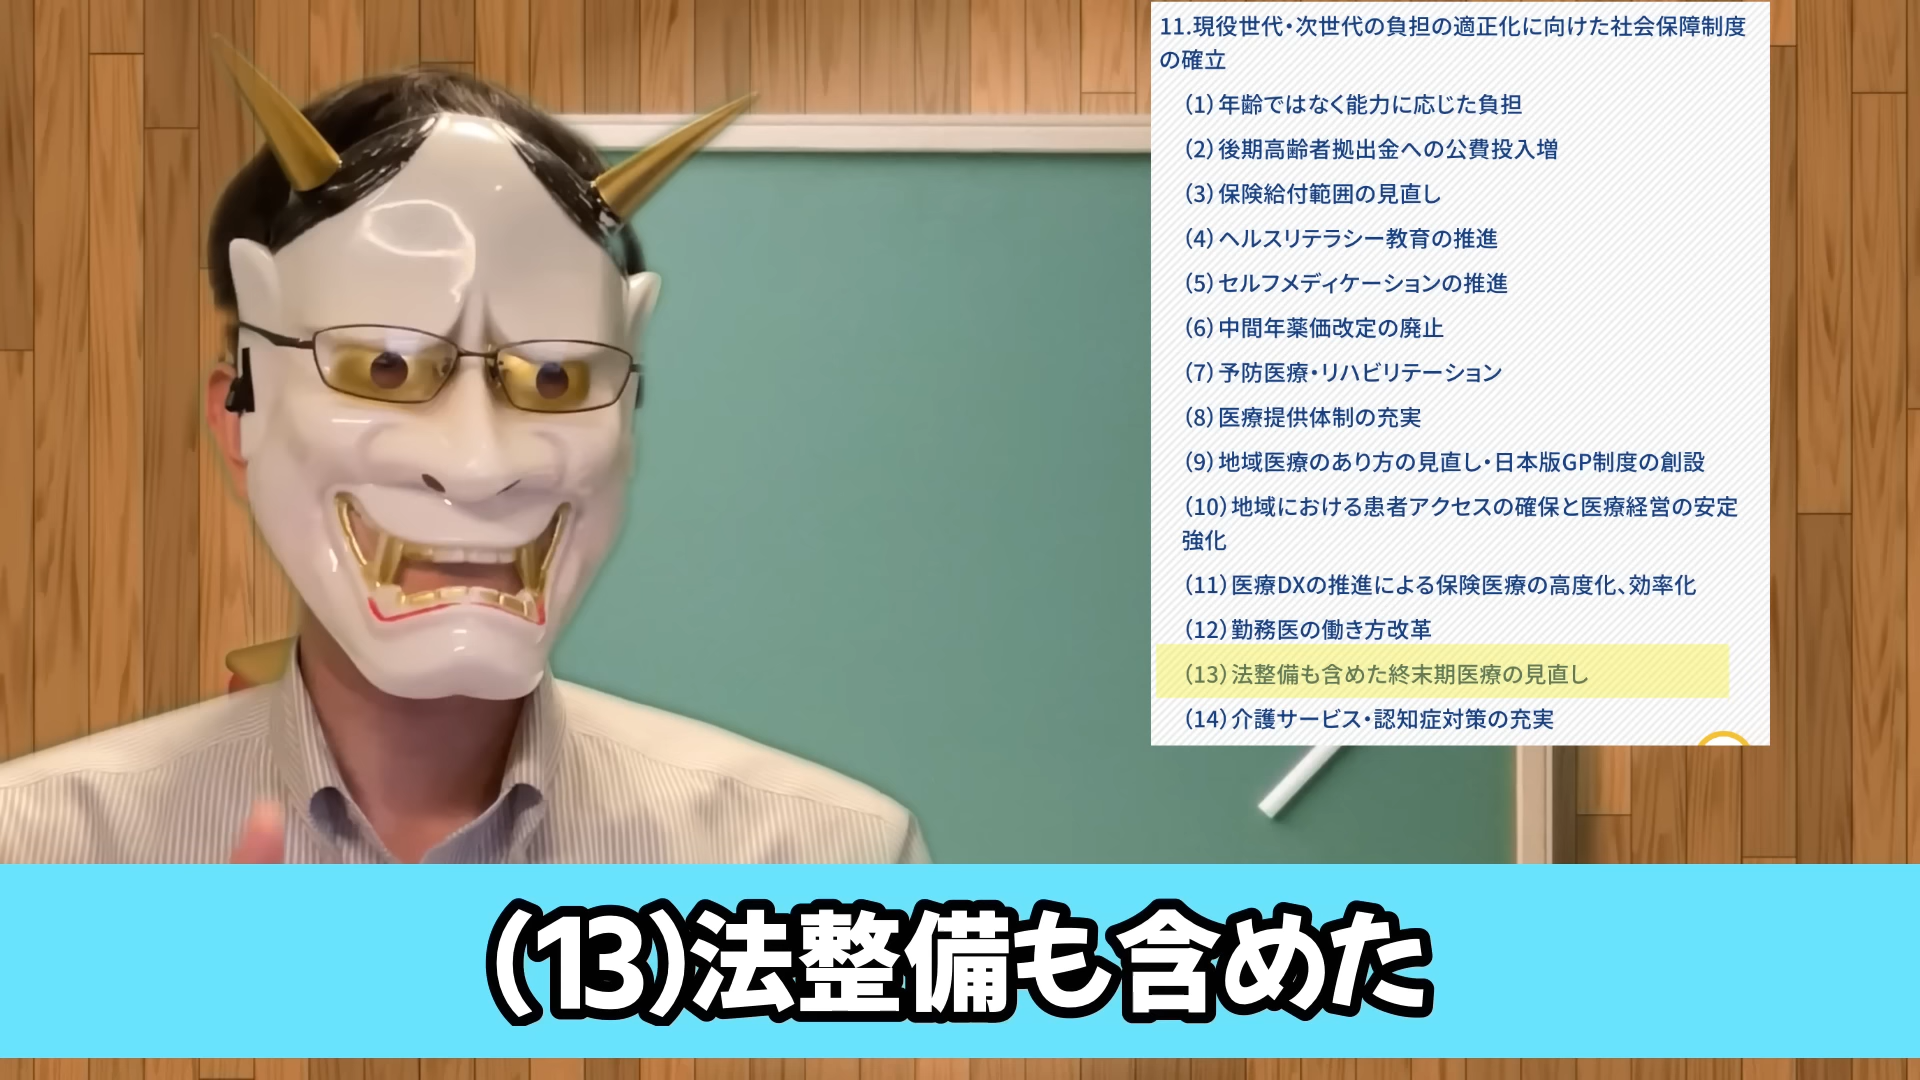 11.現役世代・次世代の負担の適正化に向けた社会保障制度
の確立
(1)年齢ではなく能力に応じた負担
(2)後期高齢者拠出金への公費投入増
(3)保険給付範囲の見直し
(4)ヘルスリテラシー教育の推進
(5)セルフメディケーションの推進
(6)中間年薬価改定の廃止
(7)予防医療・リハビリテーション
(8)医療提供体制の充実
(9)地域医療のあり方の見直し・日本版GP制度の創設
(10)地域における患者アクセスの確保と医療経営の安定
強化
(11)医療DXの推進による保険医療の高度化、効率化
(12)勤務医の働き方改革
(13)法整備も含めた終末期医療の見直し
(14)介護サービス・認知症対策の充実
(13)法整備も含めた